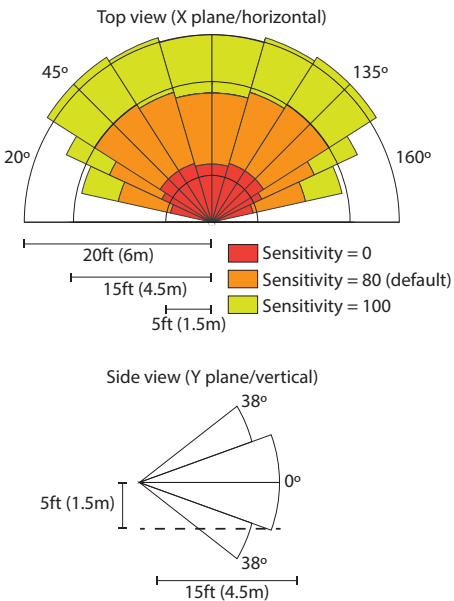 Top view (X plane/horizontal)
45º
135º
20º
160º
20ft (6m)
15ft (4.5m)
5ft (1.5m)
Sensitivity = 0
Sensitivity = 80 (default)
Sensitivity = 100
Side view (Y plane/vertical)
38º
0º
5ft (1.5m)
38º
15ft (4.5m)